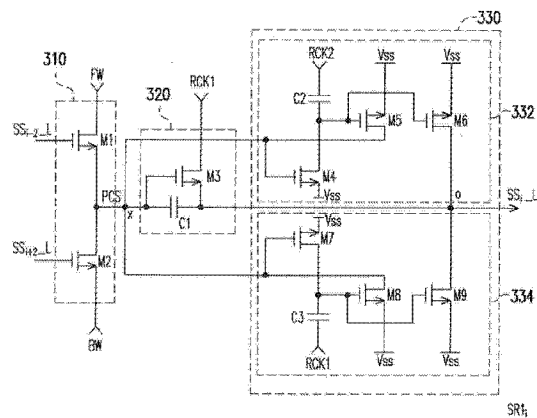 330
310
FW
RCK1
320
RCK2
Vss
Vss
332
C2
M5
M6
SSi-2_L
M1
M3
M4
Vss
PCS
x
C1
o
SSi_L
Vss
M7
SSi+2_L
M2
M8
M9
334
C3
BW
RCK1
Vss
Vss
SR1i